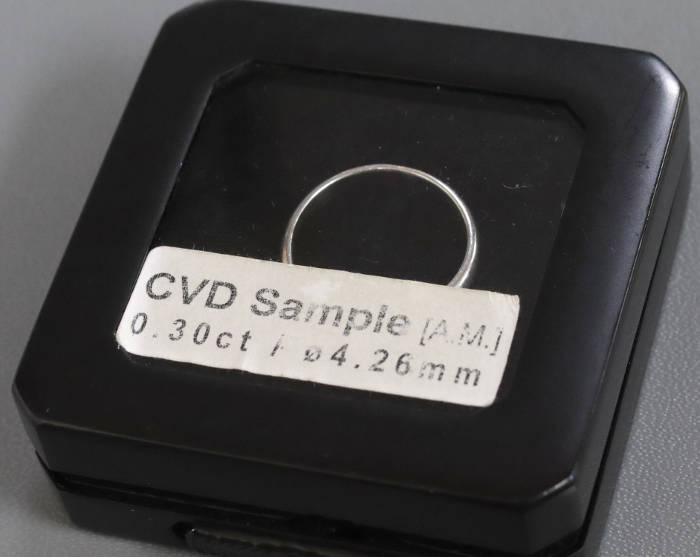 CVD Sample [A.M.]
0.30ct / ø4.26mm